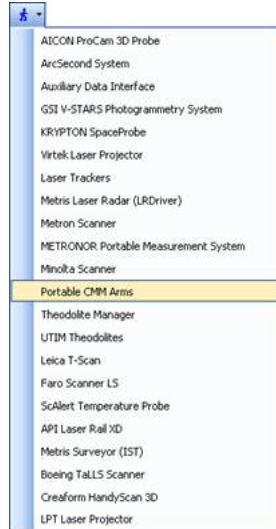 AICON ProCam 3D Probe
ArcSecond System
Auxiliary Data Interface
GSI V-STARS Photogrammetry System
KRYPTON SpaceProbe
Virtek Laser Projector
Laser Trackers
Metris Laser Radar (LRDriver)
Metron Scanner
METRONOR Portable Measurement System
Minolta Scanner
Portable CMM Arms
Theodolite Manager
UTIM Theodolites
Leica T-Scan
Faro Scanner LS
ScAlert Temperature Probe
API Laser Rail XD
Metris Surveyor (IST)
Boeing TaLLS Scanner
Creaform HandyScan 3D
LPT Laser Projector